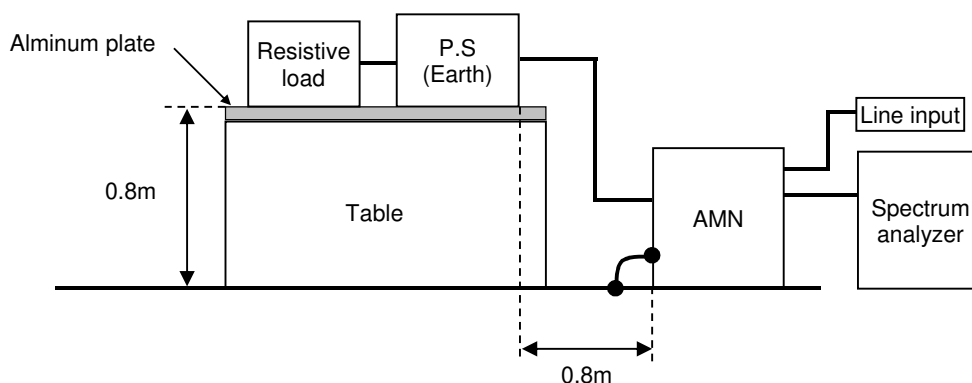 Alminum plate
Resistive
load
P.S
(Earth)
Line input
0.8m
Table
AMN
Spectrum
analyzer
0.8m